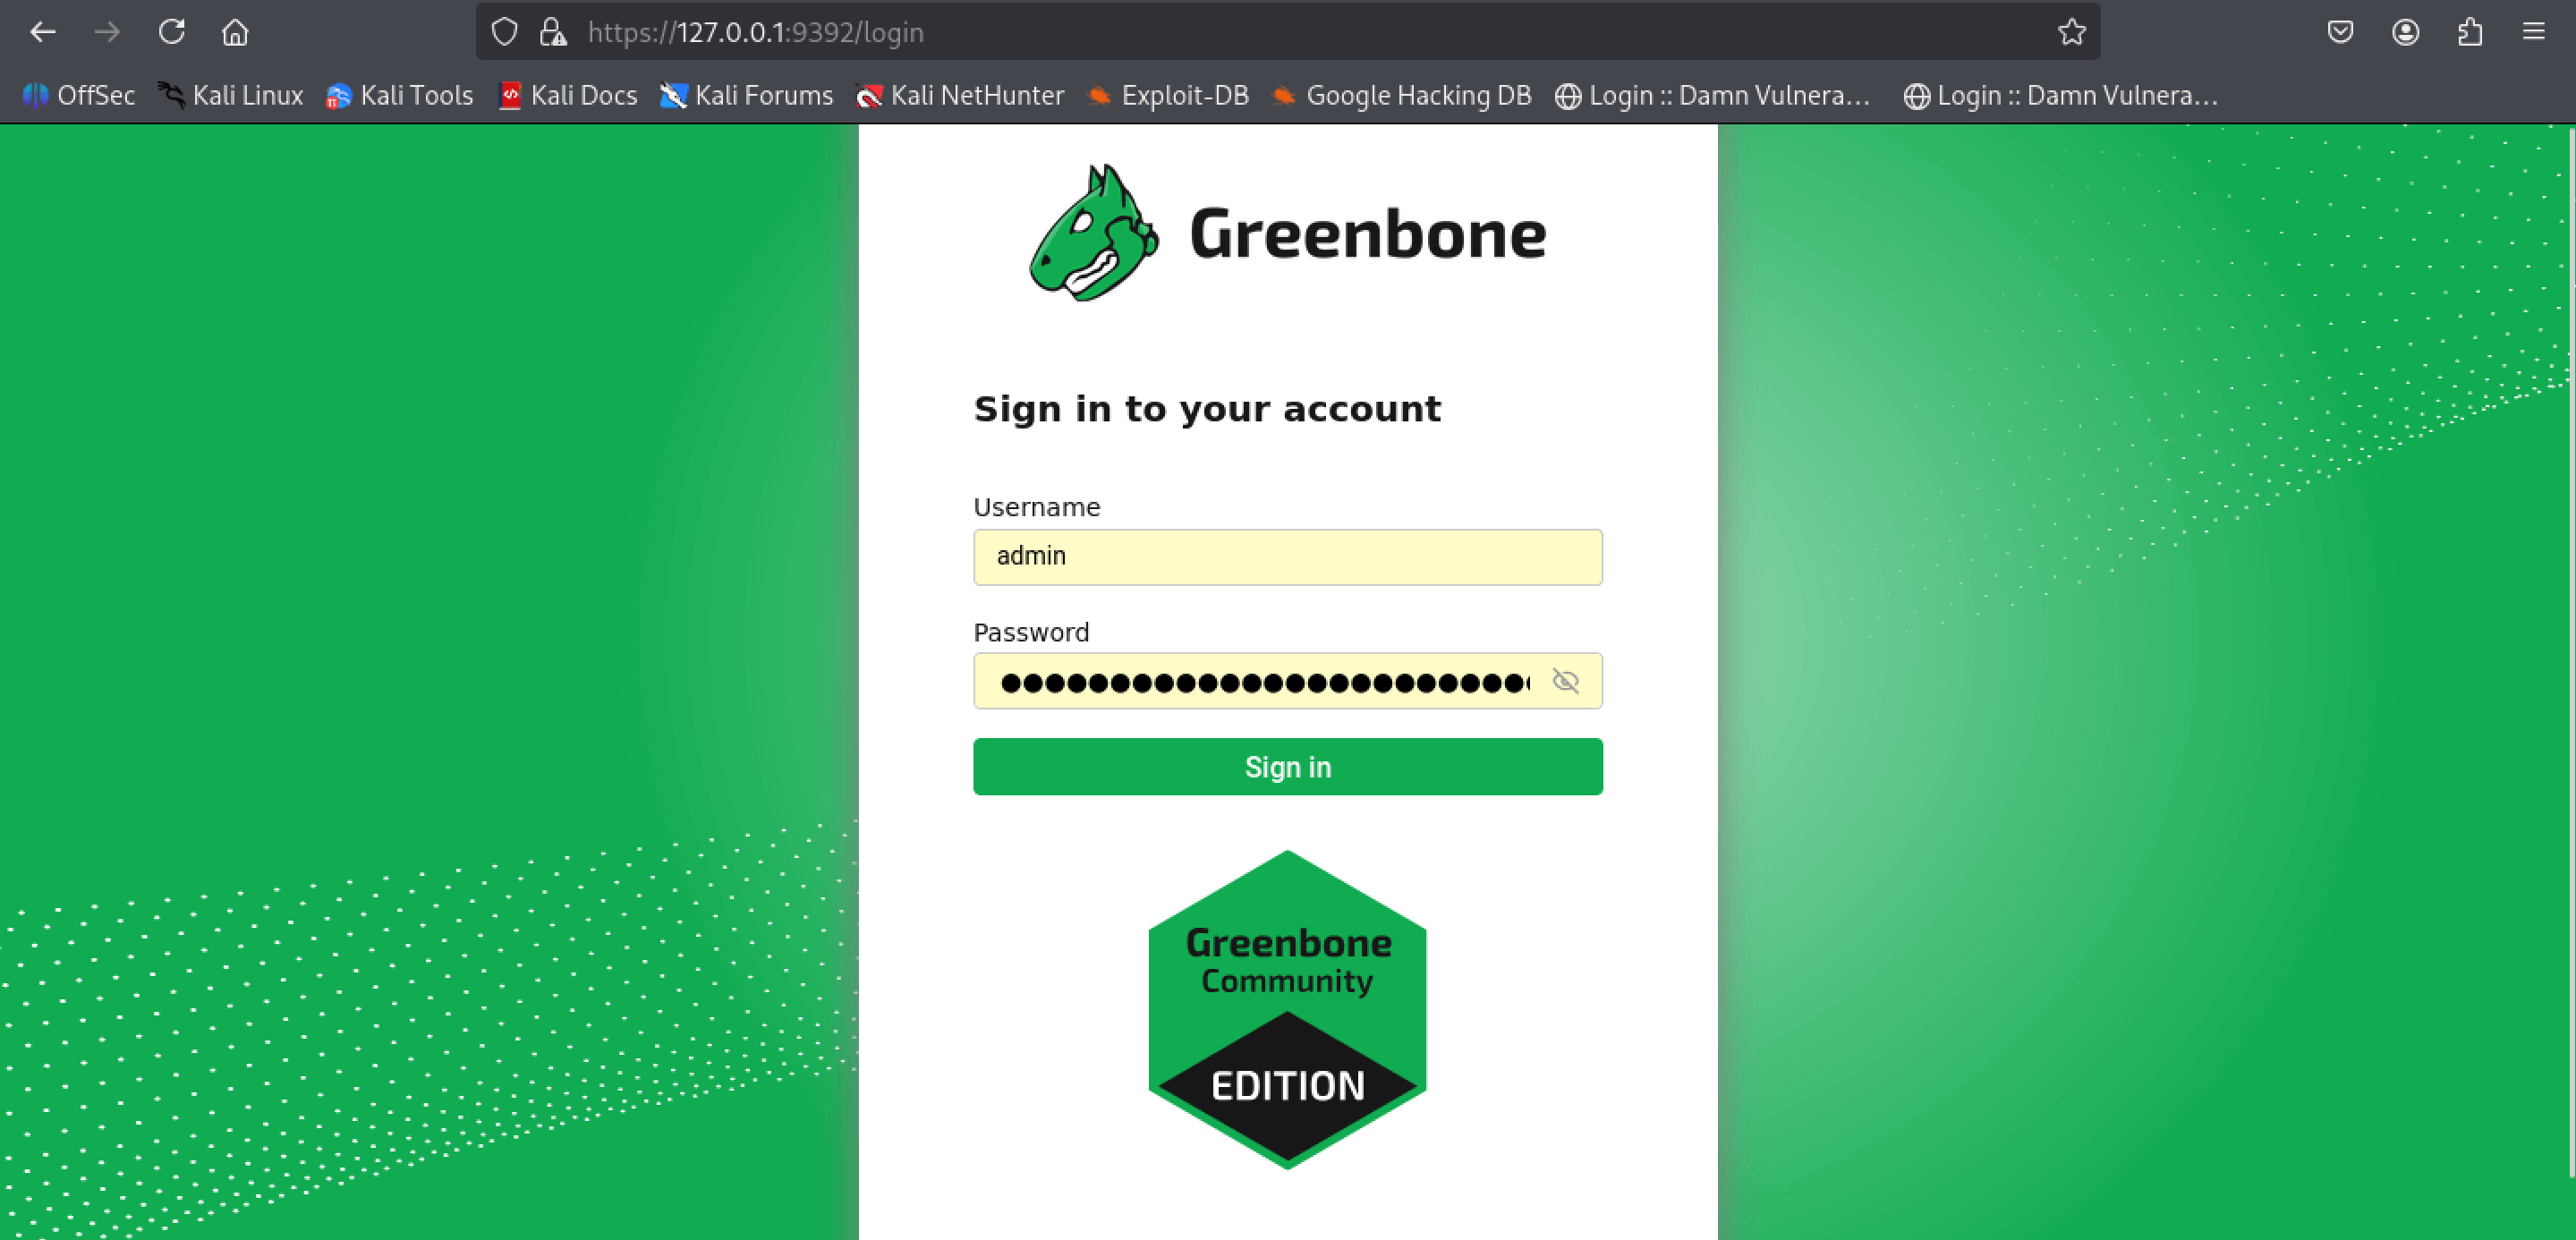 https://127.0.0.1:9392/login
OffSec Kali Linux Kali Tools Kali Docs Kali Forums Kali NetHunter Exploit-DB Google Hacking DB Login :: Damn Vulnera... Login :: Damn Vulnera...
Greenbone
Sign in to your account
Username
admin
Password
Sign in
Greenbone
Community
EDITION